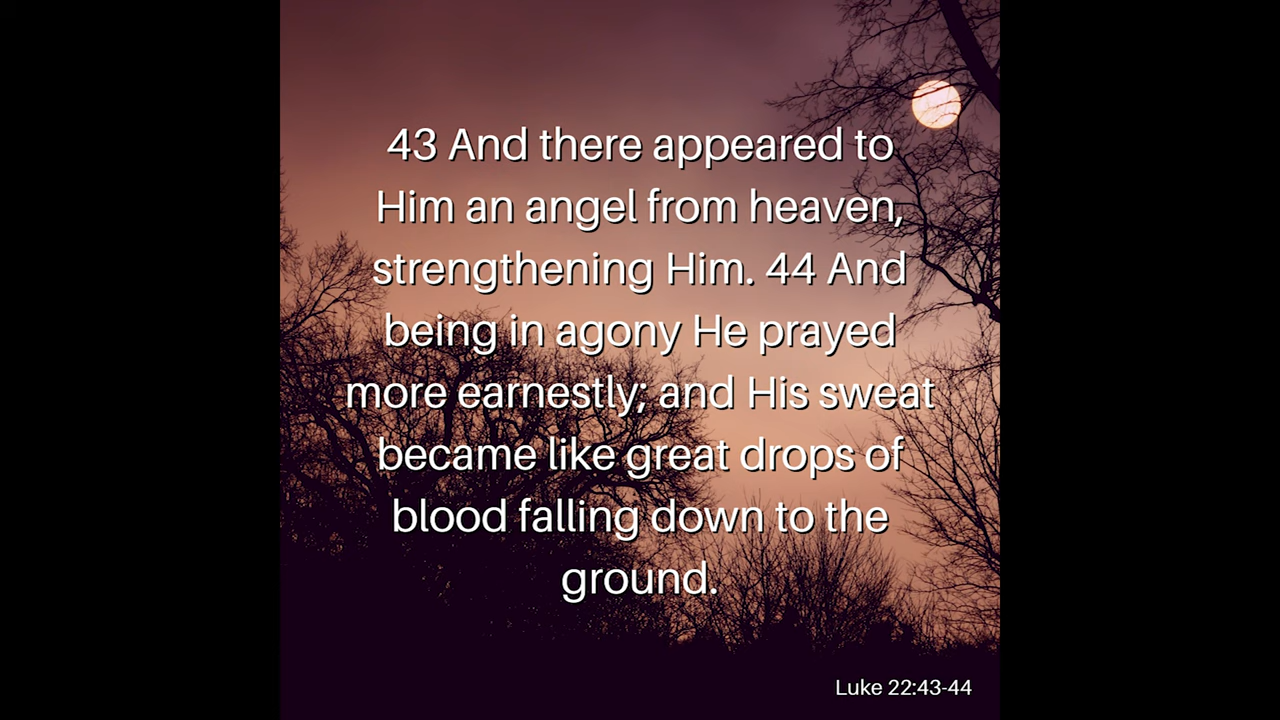 43 And there appeared to
Him an angel from heaven,
strengthening Him. 44 And
being in agony He prayed
more earnestly; and His sweat
became like great drops of
blood falling down to the
ground.
Luke 22:43-44